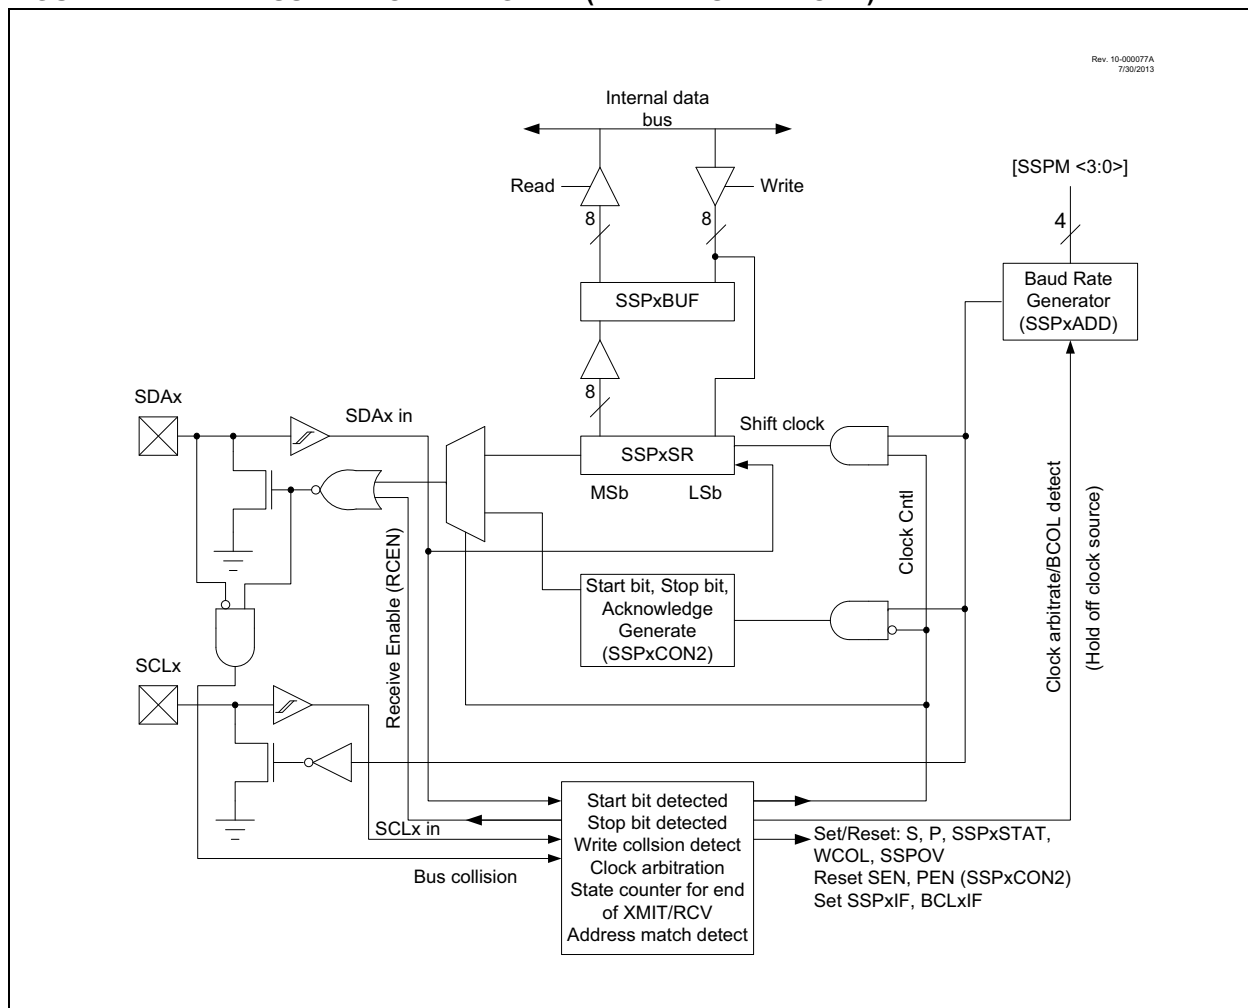 Rev. 10-000077A
7/30/2013
Internal data
bus
[SSPM <3:0>]
Read
Write
8
8
4
SSPxBUF
Baud Rate
Generator
(SSPxADD)
8
SDAx
SDAx in
Shift clock
SSPxSR
MSb
LSb
Receive Enable (RCEN)
Clock Cntl
Clock arbitrate/BCOL detect
(Hold off clock source)
Start bit, Stop bit,
Acknowledge
Generate
(SSPxCON2)
SCLx
SCLx in
Bus collision
Start bit detected
Stop bit detected
Write collsion detect
Clock arbitration
State counter for end
of XMIT/RCV
Address match detect
Set/Reset: S, P, SSPxSTAT,
WCOL, SSPOV
Reset SEN, PEN (SSPxCON2)
Set SSPxIF, BCLxIF